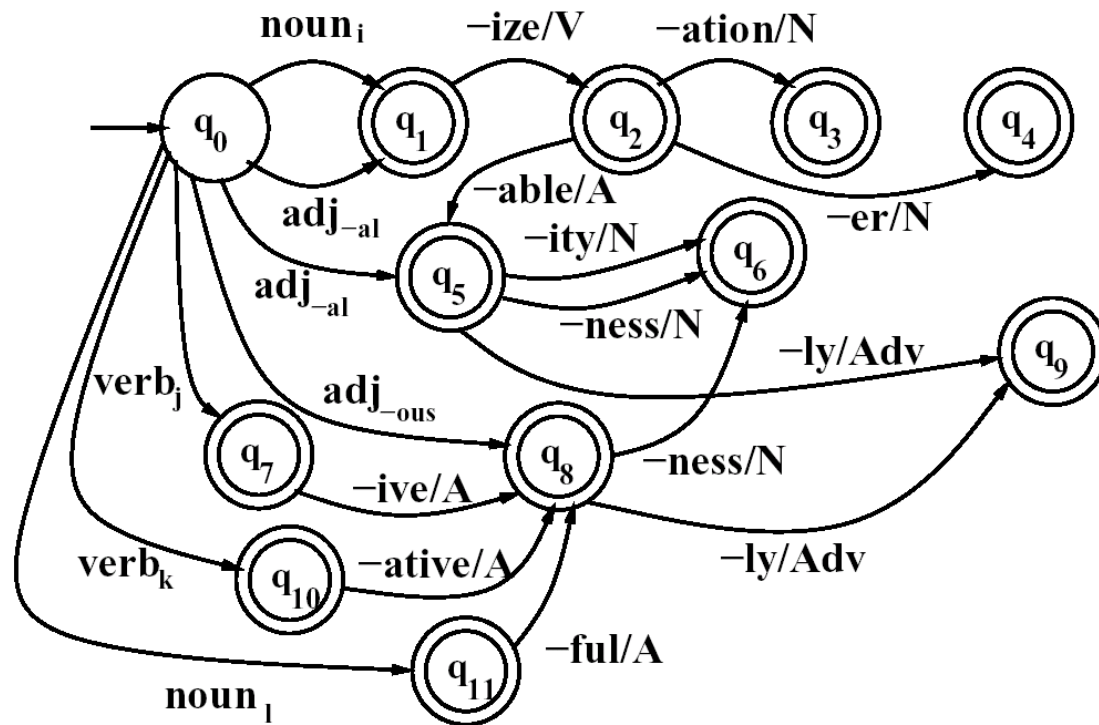 noun_i
−ize/V
−ation/N
q_0
q_1
q_2
q_3
q_4
adj_−al
−able/A
−er/N
adj_−al
q_5
−ity/N
q_6
−ness/N
−ly/Adv
q_9
verb_j
adj_−ous
q_7
q_8
−ness/N
−ive/A
−ly/Adv
verb_k
q_10
−ative/A
q_11
−ful/A
noun_l